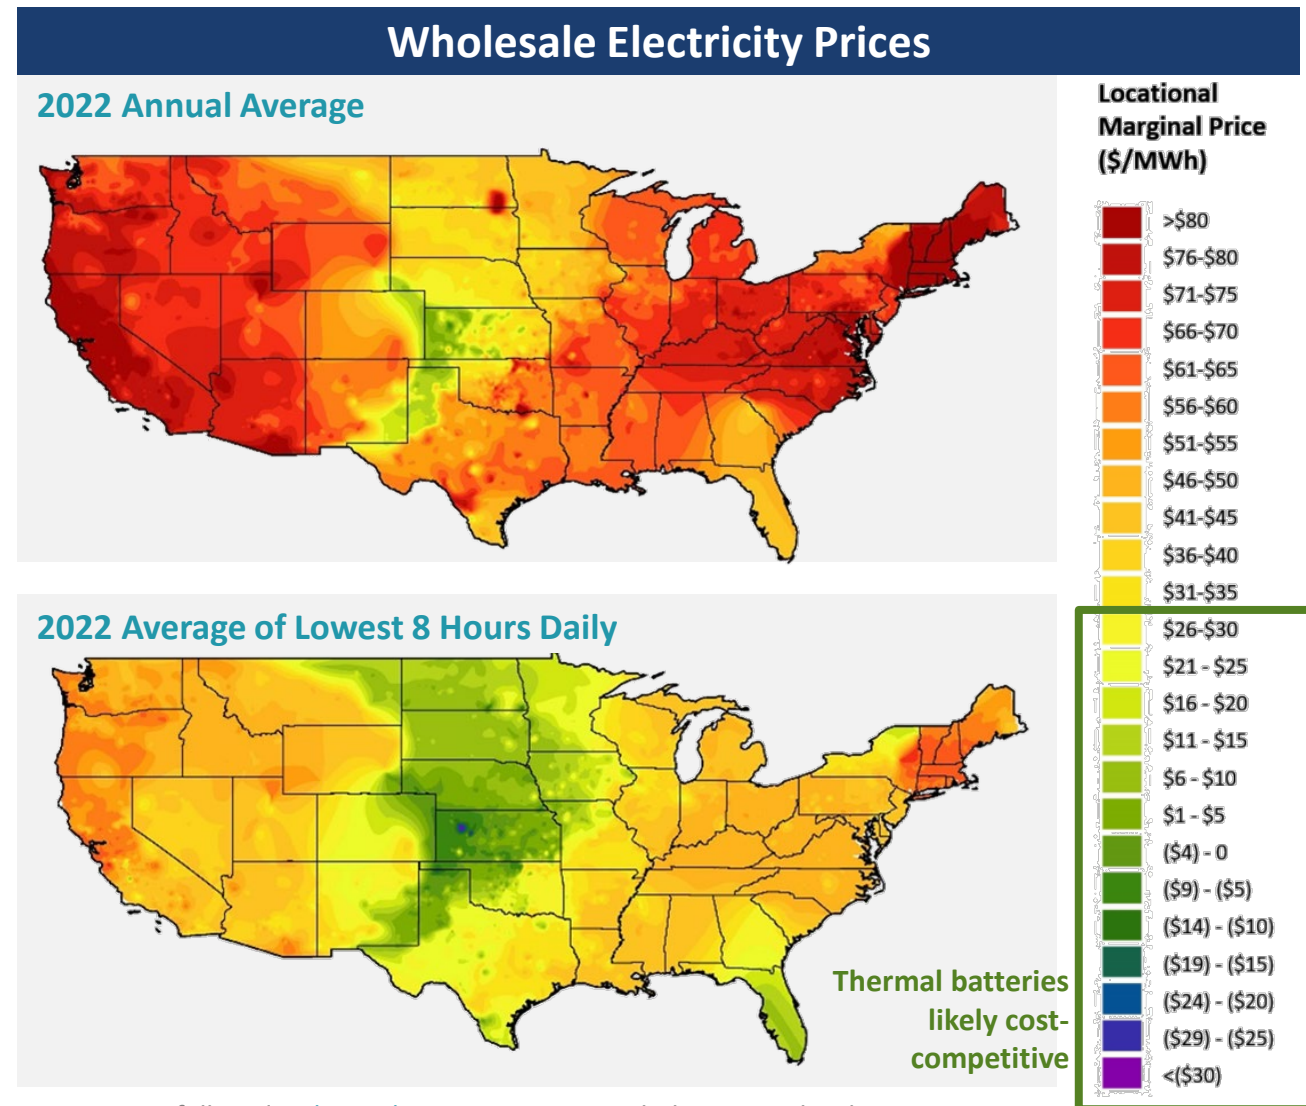 Wholesale Electricity Prices
2022 Annual Average
Locational
Marginal Price
($/MWh)
>$80
$76-$80
$71-$75
$66-$70
$61-$65
$56-$60
$51-$55
$46-$50
$41-$45
$36-$40
$31-$35
$26-$30
$21 - $25
$16 - $20
$11 - $15
$6 - $10
$1 - $5
($4) - 0
($9) - ($5)
($14) - ($10)
($19) - ($15)
($24) - ($20)
($29) - ($25)
<($30)
2022 Average of Lowest 8 Hours Daily
Thermal batteries
likely cost-
competitive